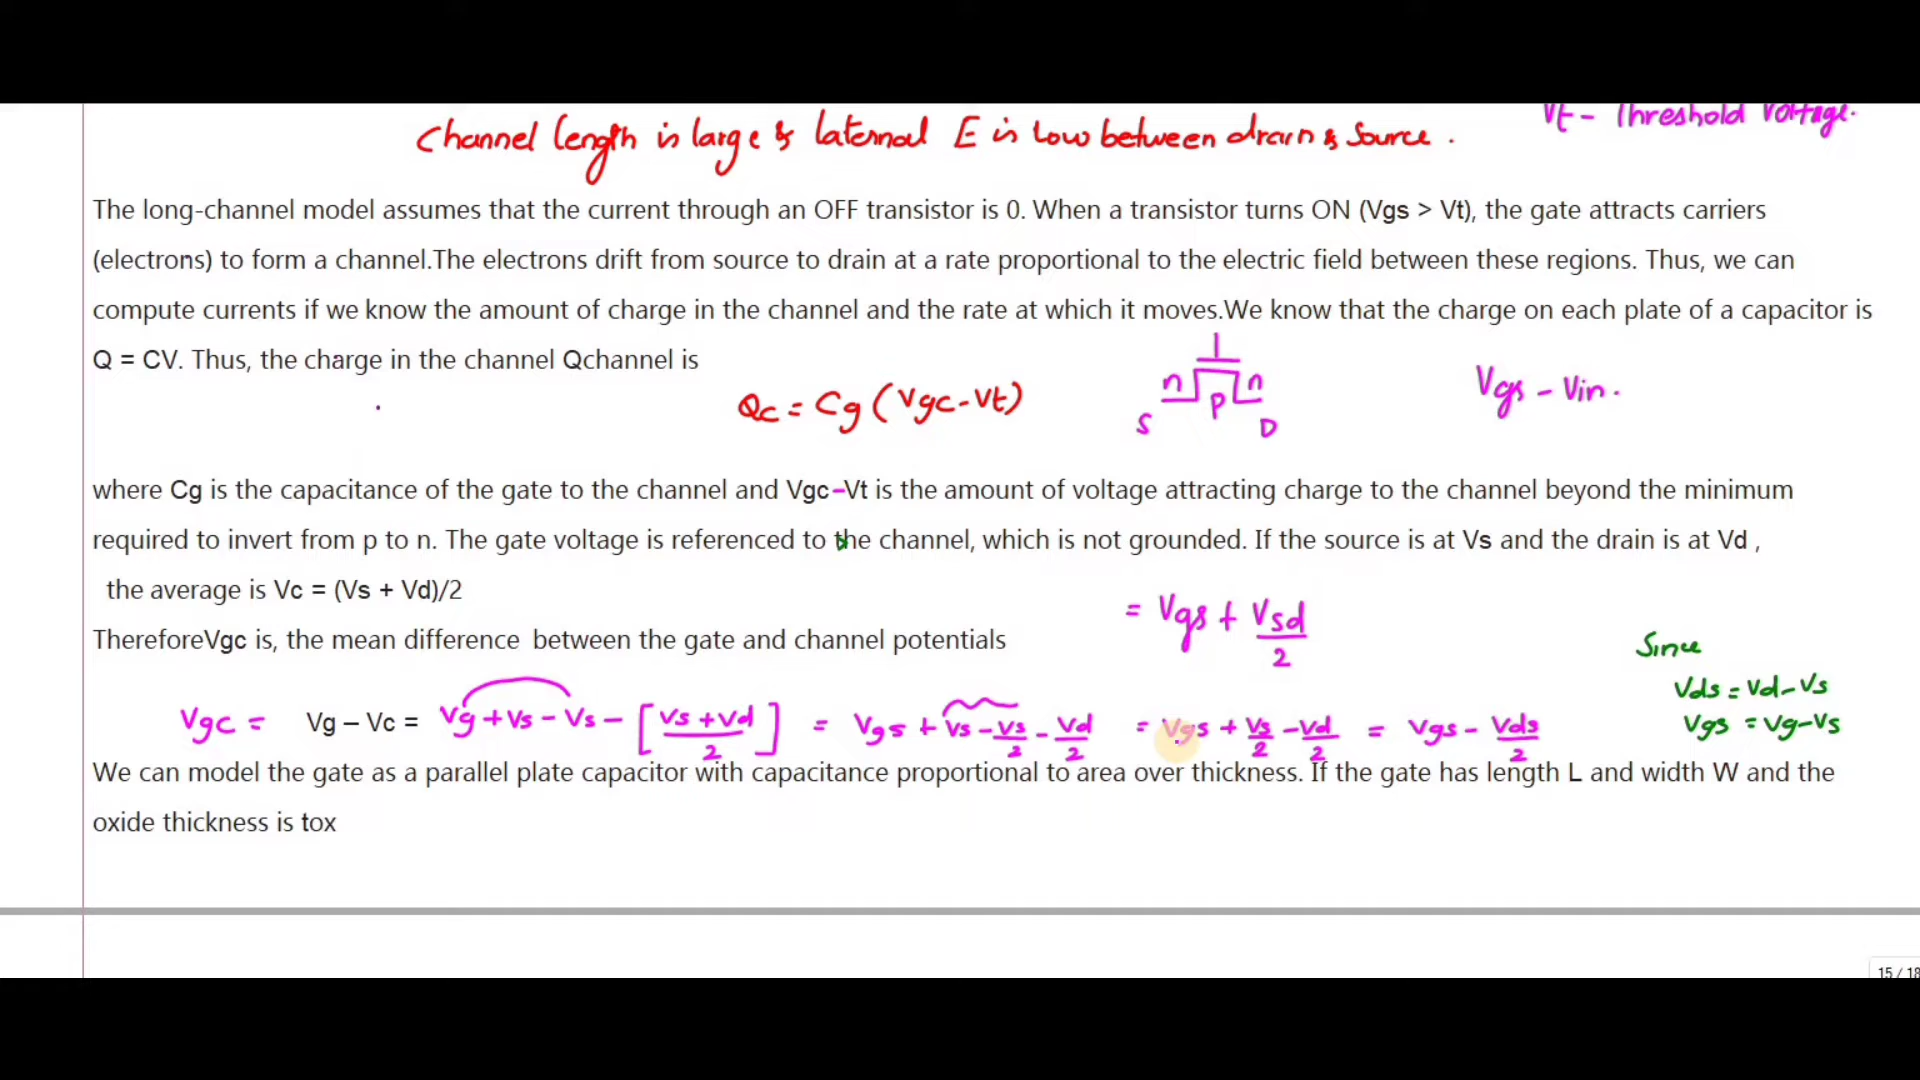 Vt - Threshold Voltage.
Channel length is large & laternal E is low between drain & source.
The long-channel model assumes that the current through an OFF transistor is 0. When a transistor turns ON (Vgs > Vt), the gate attracts carriers
(electrons) to form a channel.The electrons drift from source to drain at a rate proportional to the electric field between these regions. Thus, we can
compute currents if we know the amount of charge in the channel and the rate at which it moves.We know that the charge on each plate of a capacitor is
Q = CV. Thus, the charge in the channel Qchannel is
Qc = Cg (Vgc-Vt)
n n
P
S D
Vgs - Vin.
where Cg is the capacitance of the gate to the channel and Vgc-Vt is the amount of voltage attracting charge to the channel beyond the minimum
required to invert from p to n. The gate voltage is referenced to the channel, which is not grounded. If the source is at Vs and the drain is at Vd ,
the average is Vc = (Vs + Vd)/2
= Vgs + Vsd/2
ThereforeVgc is, the mean difference between the gate and channel potentials
Since
Vds = Vd - Vs
Vgs = Vg - Vs
Vgc = Vg – Vc = Vg + Vs - Vs - [Vs + Vd/2] = Vgs + Vs - Vs/2 - Vd/2 = Vgs + Vs/2 - Vd/2 = Vgs - Vds/2
We can model the gate as a parallel plate capacitor with capacitance proportional to area over thickness. If the gate has length L and width W and the
oxide thickness is tox
15 / 18